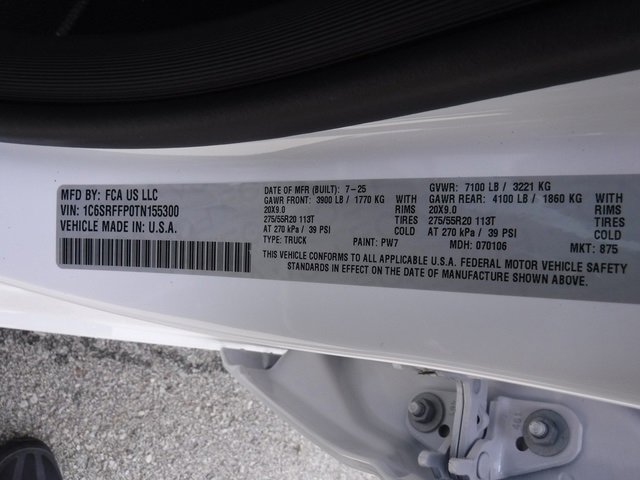 MFD BY: FCA US LLC
VIN: 1C6SRFFP0TN155300
VEHICLE MADE IN: U.S.A.
DATE OF MFR (BUILT): 7-25
GAWR FRONT: 3900 LB / 1770 KG WITH
20X9.0 RIMS
275/55R20 113T TIRES
AT 270 kPa / 39 PSI COLD
TYPE: TRUCK PAINT: PW7
GVWR: 7100 LB / 3221 KG
GAWR REAR: 4100 LB / 1860 KG WITH
20X9.0 RIMS
275/55R20 113T TIRES
AT 270 kPa / 39 PSI COLD
MDH: 070106 MKT: 875
THIS VEHICLE CONFORMS TO ALL APPLICABLE U.S.A. FEDERAL MOTOR VEHICLE SAFETY
STANDARDS IN EFFECT ON THE DATE OF MANUFACTURE SHOWN ABOVE.